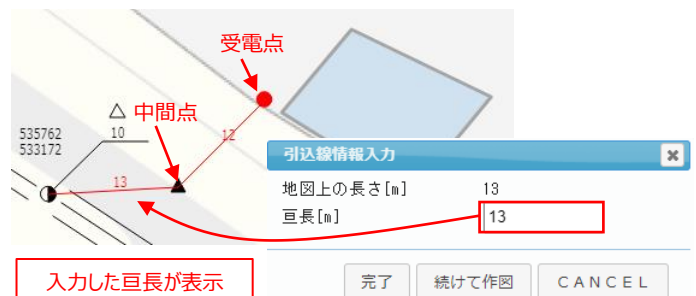 受電点
△ 中間点
535762
533172
10
12
13
引込線情報入力
地図上の長さ[m] 13
亘長[m] 13
入力した亘長が表示
完了 続けて作図 CANCEL